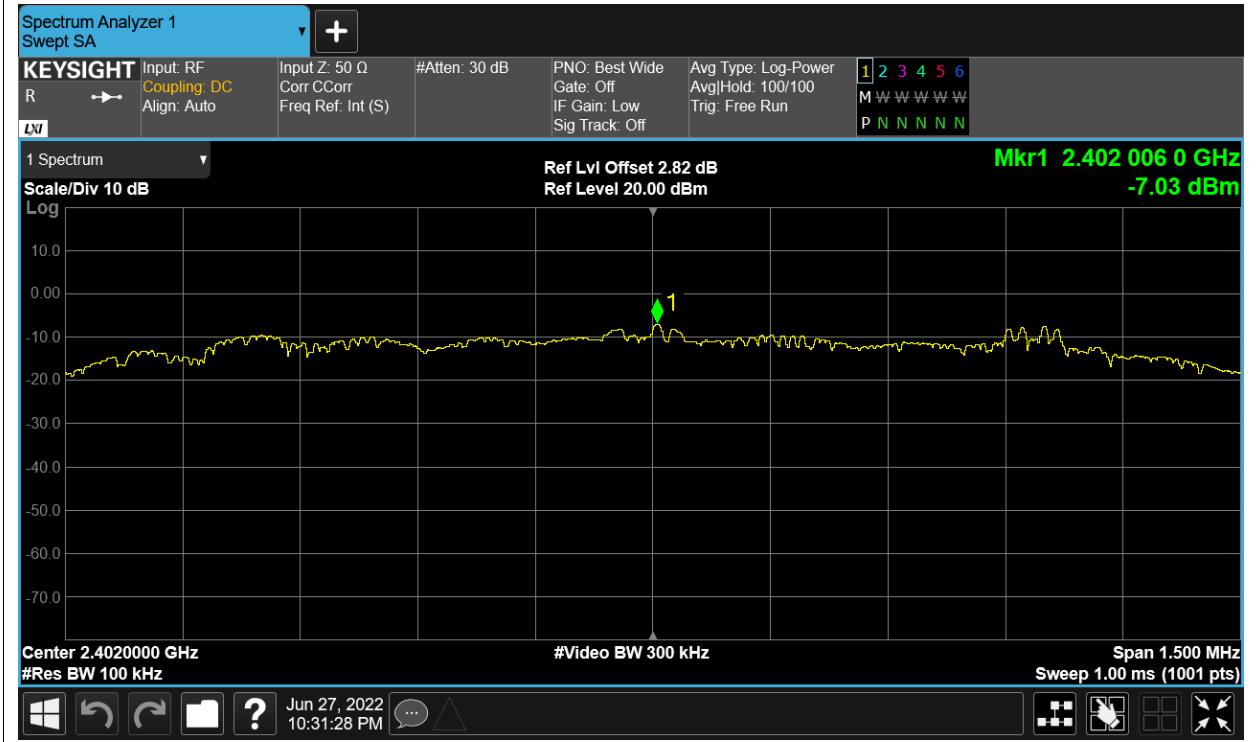 Spectrum Analyzer 1
Swept SA
+
KEYSIGHT
R
LXI
Input: RF
Coupling: DC
Align: Auto
Input Z: 50 Ω
Corr CCorr
Freq Ref: Int (S)
#Atten: 30 dB
PNO: Best Wide
Gate: Off
IF Gain: Low
Sig Track: Off
Avg Type: Log-Power
Avg|Hold: 100/100
Trig: Free Run
1 2 3 4 5 6
M W W W W W
P N N N N N
1 Spectrum
Scale/Div 10 dB
Log
Ref Lvl Offset 2.82 dB
Ref Level 20.00 dBm
Mkr1 2.402 006 0 GHz
-7.03 dBm
10.0
0.00
1
-10.0
-20.0
-30.0
-40.0
-50.0
-60.0
-70.0
Center 2.4020000 GHz
#Video BW 300 kHz
Span 1.500 MHz
#Res BW 100 kHz
Sweep 1.00 ms (1001 pts)
?
Jun 27, 2022
10:31:28 PM